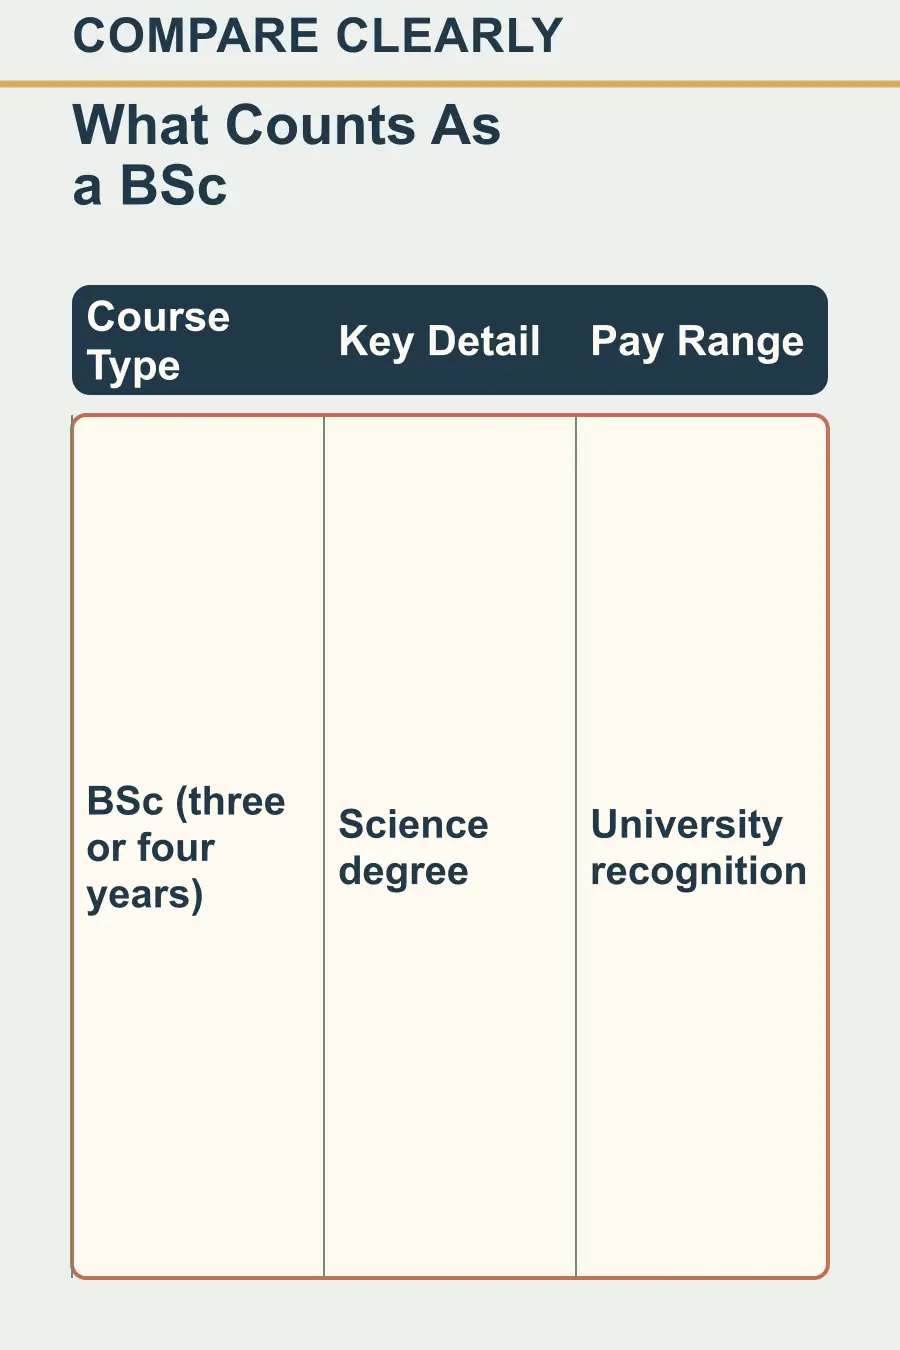 COMPARE CLEARLY
What Counts As
a BSc
Course
Type
Key Detail
Pay Range
BSc (three
or four
years)
Science
degree
University
recognition